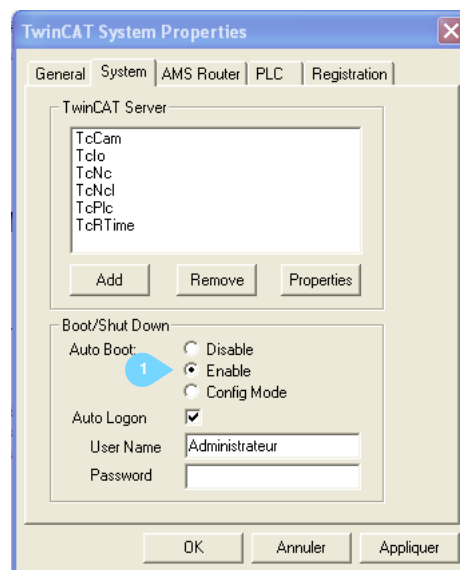 TwinCAT System Properties
General System AMS Router PLC Registration
TwinCAT Server
TcCam
TcIo
TcNc
TcNcI
TcPlc
TcRTime
Add Remove Properties
Boot/Shut Down
Auto Boot: Disable
1 Enable
Config Mode
Auto Logon
User Name Administrateur
Password
OK Annuler Appliquer